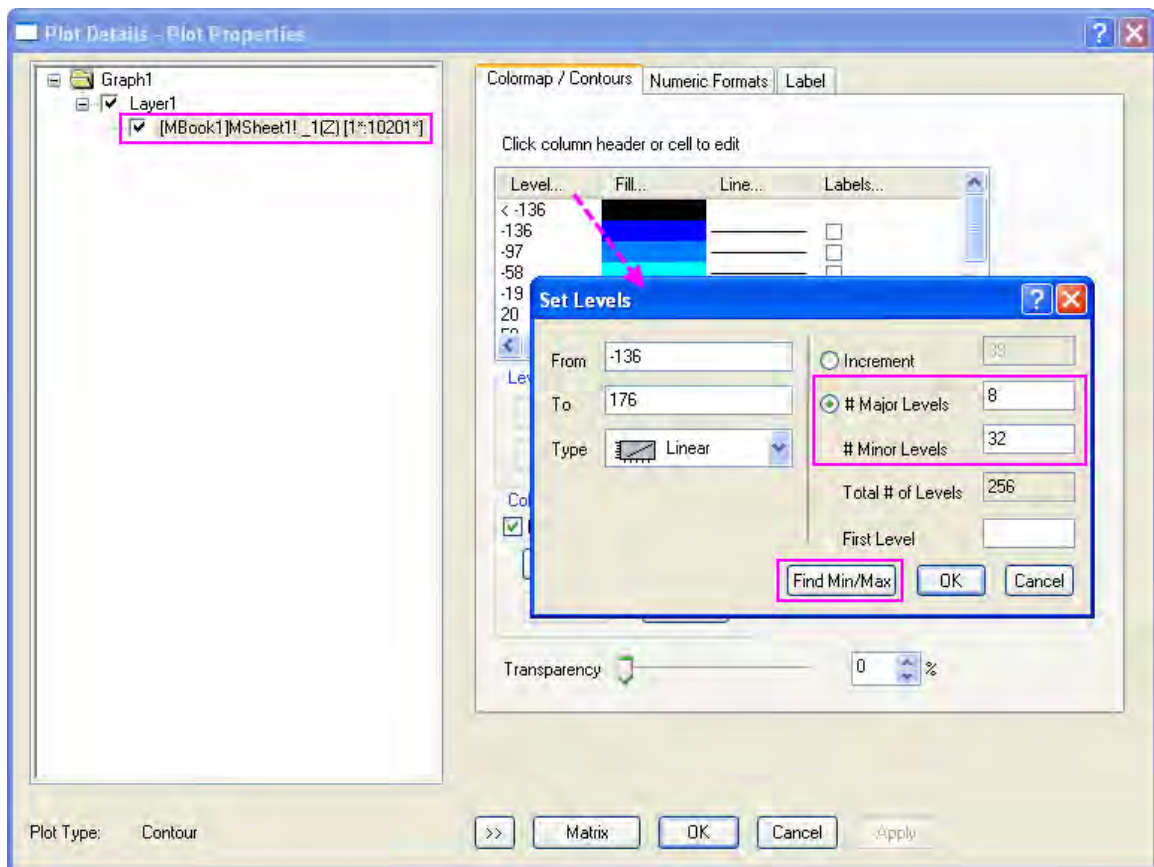 Plot Details - Plot Properties
Graph1
Layer1
[MBook1]MSheet1! _1(Z) [1*:10201*]
Colormap / Contours Numeric Formats Label
Click column header or cell to edit
Level... Fill... Line... Labels...
< -136
-136
-97
-58
-19
20
Set Levels
From -136
To 176
Type Linear
Increment 39
# Major Levels 8
# Minor Levels 32
Total # of Levels 256
First Level
Find Min/Max OK Cancel
Transparency 0 %
Plot Type: Contour >> Matrix OK Cancel Apply